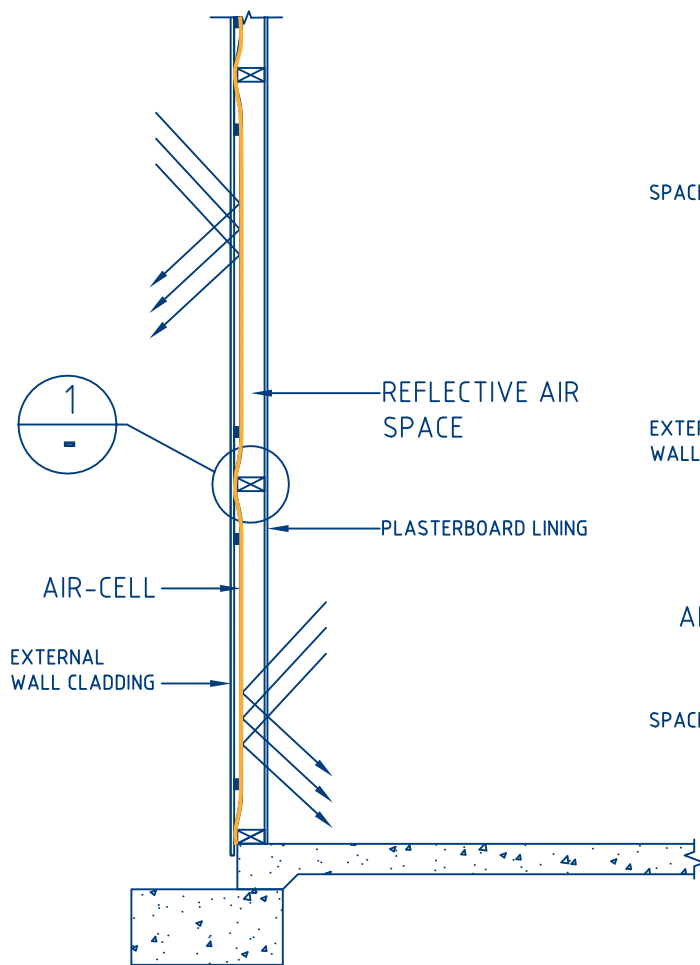 SPACE
1
-
REFLECTIVE AIR
SPACE
EXTER
WALL
PLASTERBOARD LINING
AIR-CELL
EXTERNAL
WALL CLADDING
SPACE